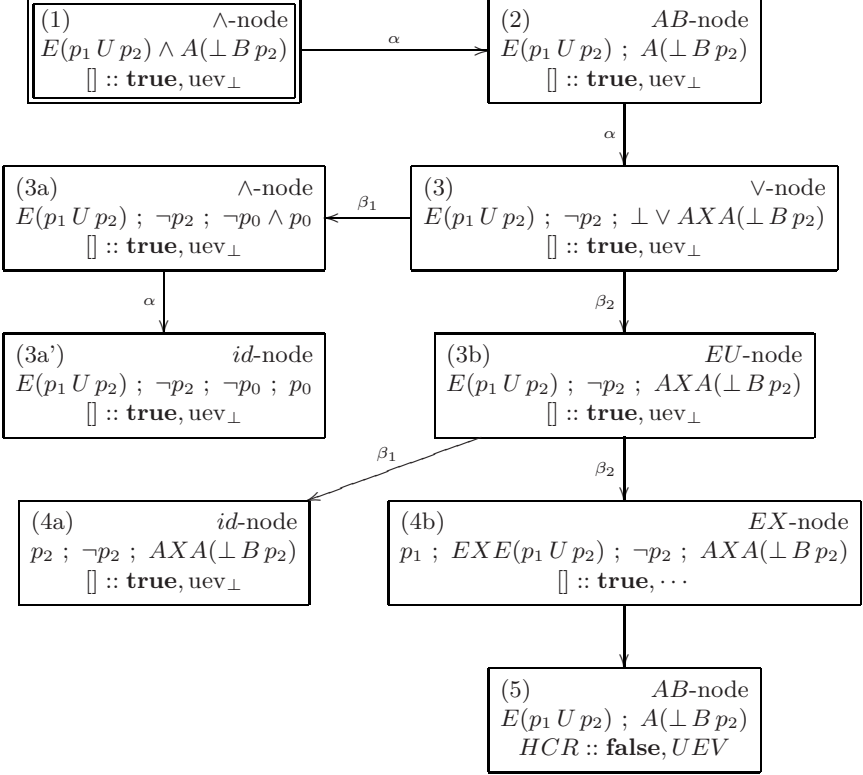 (1) ∧-node
E(p₁ U p₂) ∧ A(⊥ B p₂)
[] :: true, uev⊥
α
(2) AB-node
E(p₁ U p₂) ; A(⊥ B p₂)
[] :: true, uev⊥
α
(3a) ∧-node
E(p₁ U p₂) ; ¬p₂ ; ¬p₀ ∧ p₀
[] :: true, uev⊥
β₁
(3) ∨-node
E(p₁ U p₂) ; ¬p₂ ; ⊥ ∨ AXA(⊥ B p₂)
[] :: true, uev⊥
α
β₂
(3a') id-node
E(p₁ U p₂) ; ¬p₂ ; ¬p₀ ; p₀
[] :: true, uev⊥
(3b) EU-node
E(p₁ U p₂) ; ¬p₂ ; AXA(⊥ B p₂)
[] :: true, uev⊥
β₁
β₂
(4a) id-node
p₂ ; ¬p₂ ; AXA(⊥ B p₂)
[] :: true, uev⊥
(4b) EX-node
p₁ ; EXE(p₁ U p₂) ; ¬p₂ ; AXA(⊥ B p₂)
[] :: true, ⋯
(5) AB-node
E(p₁ U p₂) ; A(⊥ B p₂)
HCR :: false, UEV